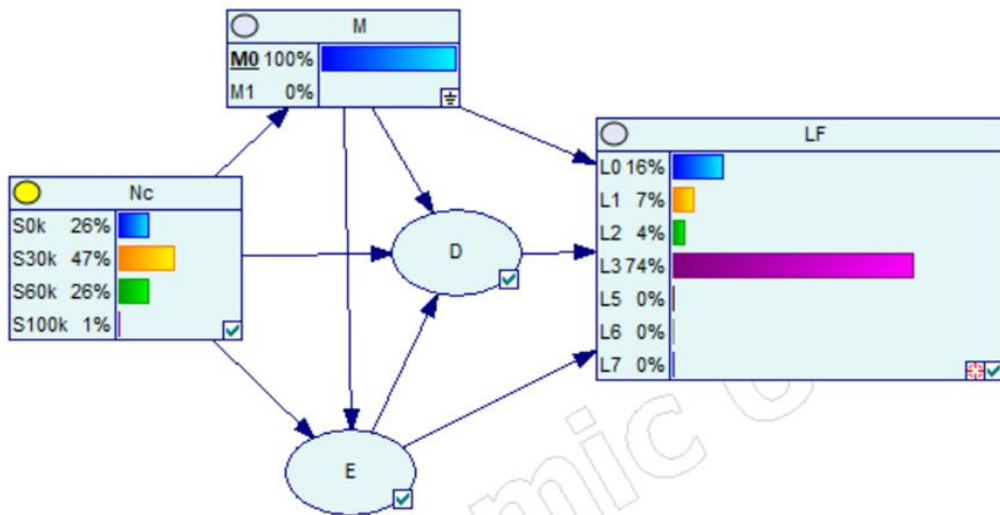 M
M0 100%
M1 0%
LF
L0 16%
L1 7%
L2 4%
L3 74%
L5 0%
L6 0%
L7 0%
Nc
S0k 26%
S30k 47%
S60k 26%
S100k 1%
D
E